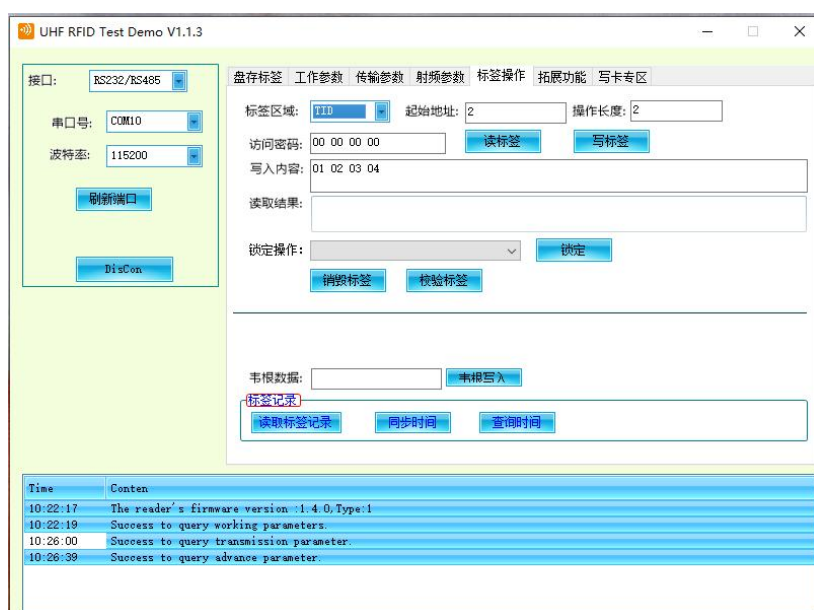 UHF RFID Test Demo V1.1.3
接口: RS232/RS485
串口号: COM10
波特率: 115200
刷新端口
DisCon
盘存标签 工作参数 传输参数 射频参数 标签操作 拓展功能 写卡专区
标签区域: TID 起始地址: 2 操作长度: 2
访问密码: 00 00 00 00 读标签 写标签
写入内容: 01 02 03 04
读取结果:
锁定操作: 锁定
销毁标签 校验标签
韦根数据: 韦根写入
标签记录
读取标签记录 同步时间 查询时间
Time Conten
10:22:17 The reader's firmware version :1.4.0,Type:1
10:22:19 Success to query working parameters.
10:26:00 Success to query transmission parameter.
10:26:39 Success to query advance parameter.